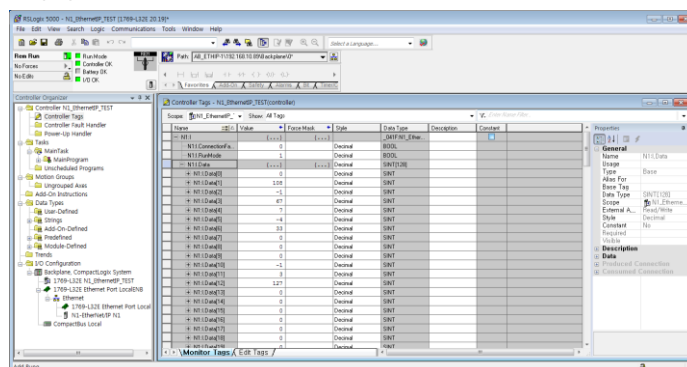 RSLogix 5000 - N1_EthernetIP_TEST [1769-L32E 20.19]*
File Edit View Search Logic Communications Tools Window Help
Select a Language...
Rem Run
No Forces
No Edits
Run Mode
Controller OK
Battery OK
I/O OK
Path: AB_ETHIP-1\192.168.10.89\Backplane\0*
Favorites Add-On Safety Alarms Bit
Controller Organizer
Controller N1_EthernetIP_TEST
Controller Tags
Controller Fault Handler
Power-Up Handler
Tasks
MainTask
MainProgram
Unscheduled Programs
Motion Groups
Ungrouped Axes
Add-On Instructions
Data Types
User-Defined
Strings
Add-On-Defined
Predefined
Module-Defined
Trends
I/O Configuration
Backplane, CompactLogix System
1769-L32E N1_EthernetIP_TEST
1769-L32E Ethernet Port LocalENB
Ethernet
1769-L32E Ethernet Port Local
N1-EtherNet/IP N1
CompactBus Local
Controller Tags - N1_EthernetIP_TEST(controller)
Scope: N1_EthernetIP_ Show: All Tags
Name Value Force Mask Style Data Type Description Constant
N1:I {...} {...} _041F:N1_Ether...
N1:I.ConnectionFa... 0 Decimal BOOL
N1:I.RunMode 1 Decimal BOOL
N1:I.Data {...} {...} Decimal SINT[128]
N1:I.Data[0] 0 Decimal SINT
N1:I.Data[1] 108 Decimal SINT
N1:I.Data[2] -1 Decimal SINT
N1:I.Data[3] 67 Decimal SINT
N1:I.Data[4] 7 Decimal SINT
N1:I.Data[5] -4 Decimal SINT
N1:I.Data[6] 33 Decimal SINT
N1:I.Data[7] 0 Decimal SINT
N1:I.Data[8] 0 Decimal SINT
N1:I.Data[9] 0 Decimal SINT
N1:I.Data[10] -1 Decimal SINT
N1:I.Data[11] 3 Decimal SINT
N1:I.Data[12] 127 Decimal SINT
N1:I.Data[13] 0 Decimal SINT
N1:I.Data[14] 0 Decimal SINT
N1:I.Data[15] 0 Decimal SINT
N1:I.Data[16] 0 Decimal SINT
N1:I.Data[17] 0 Decimal SINT
N1:I.Data[18] 0 Decimal SINT
Monitor Tags Edit Tags
Properties
General
Name N1:I.Data
Usage
Type Base
Alias For
Base Tag
Data Type SINT[128]
Scope N1_Etherne...
External A... Read/Write
Style Decimal
Constant No
Required
Visible
Description
Data
Produced Connection
Consumed Connection